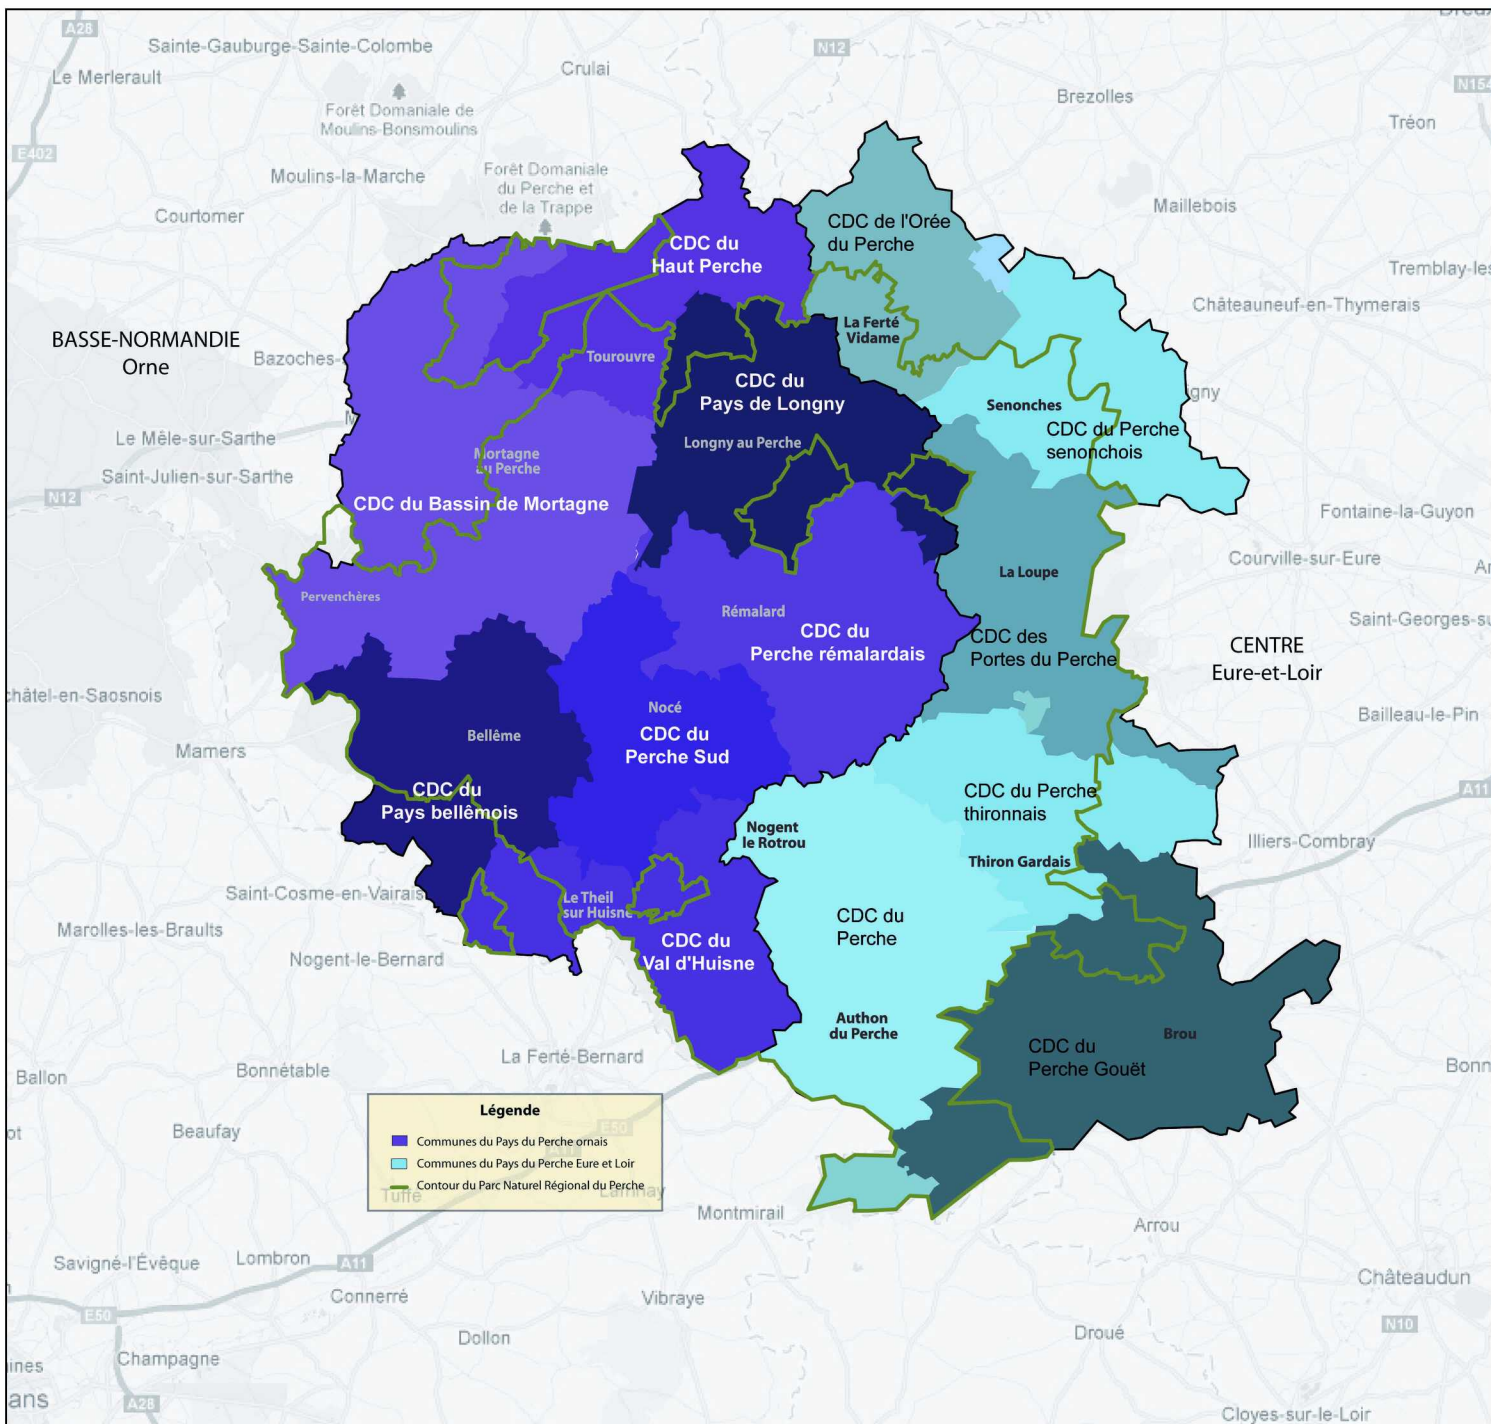 A28
Sainte-Gauburge-Sainte-Colombe
N12
Le Merlerault
Crulai
N154
Brezolles
Forêt Domaniale de
Moulins-Bonsmoulins
Tréon
E402
Moulins-la-Marche
Forêt Domaniale
du Perche et
de la Trappe
Courtomer
Maillebois
CDC de l'Orée
du Perche
CDC du
Haut Perche
Tremblay-les
Châteauneuf-en-Thymerais
BASSE-NORMANDIE
Orne
Bazoches-
La Ferté
Vidame
Tourouvre
CDC du
Pays de Longny
igny
Senonches
CDC du Perche
senonchois
Le Mêle-sur-Sarthe
Longny au Perche
Mortagne
au Perche
Saint-Julien-sur-Sarthe
N12
CDC du Bassin de Mortagne
Fontaine-la-Guyon
Courville-sur-Eure
La Loupe
Pervenchères
Rémalard
Saint-Georges-su
CDC du
Perche rémalardais
CDC des
Portes du Perche
CENTRE
Eure-et-Loir
châtel-en-Saosnois
Nocé
Bailleau-le-Pin
Bellême
CDC du
Perche Sud
Mamers
CDC du
Pays bellêmois
CDC du Perche
thironnais
A11
Nogent
le Rotrou
Illiers-Combray
Thiron Gardais
Saint-Cosme-en-Vairais
Le Theil
sur Huisne
CDC du
Perche
Marolles-les-Braults
CDC du
Val d'Huisne
Nogent-le-Bernard
Authon
du Perche
Brou
CDC du
Perche Gouët
La Ferté-Bernard
Bonnétable
Ballon
Bonn
Légende
Communes du Pays du Perche ornais
Communes du Pays du Perche Eure et Loir
Contour du Parc Naturel Régional du Perche
E50
A11
ot
Beaufay
Tuffé
Lamnay
Montmirail
Arrou
Savigné-l'Évêque
Lombron
A11
Châteaudun
Connerré
Vibraye
E50
Dollon
Droué
N10
ines
Champagne
ans
A28
Cloyes-sur-le-Loir